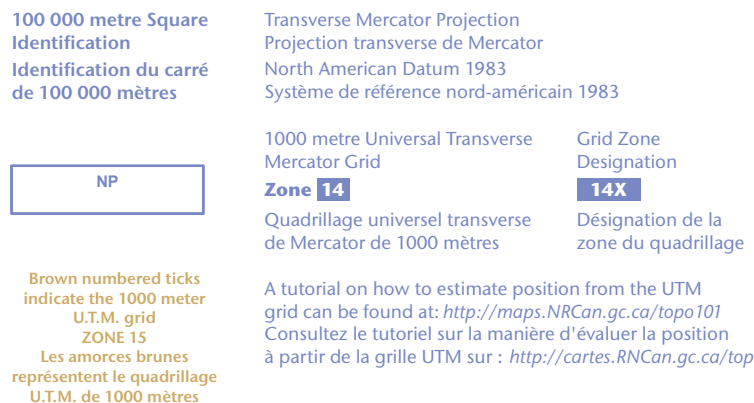 100 000 metre Square
Identification
Identification du carré
de 100 000 mètres
NP
Brown numbered ticks
indicate the 1000 meter
U.T.M. grid
ZONE 15
Les amorces brunes
représentent le quadrillage
U.T.M. de 1000 mètres
Transverse Mercator Projection
Projection transverse de Mercator
North American Datum 1983
Système de référence nord-américain 1983
1000 metre Universal Transverse
Mercator Grid
Zone 14
Quadrillage universel transverse
de Mercator de 1000 mètres
Grid Zone
Designation
14X
Désignation de la
zone du quadrillage
A tutorial on how to estimate position from the UTM
grid can be found at: http://maps.NRCan.gc.ca/topo101
Consultez le tutoriel sur la manière d'évaluer la position
à partir de la grille UTM sur : http://cartes.RNCan.gc.ca/top